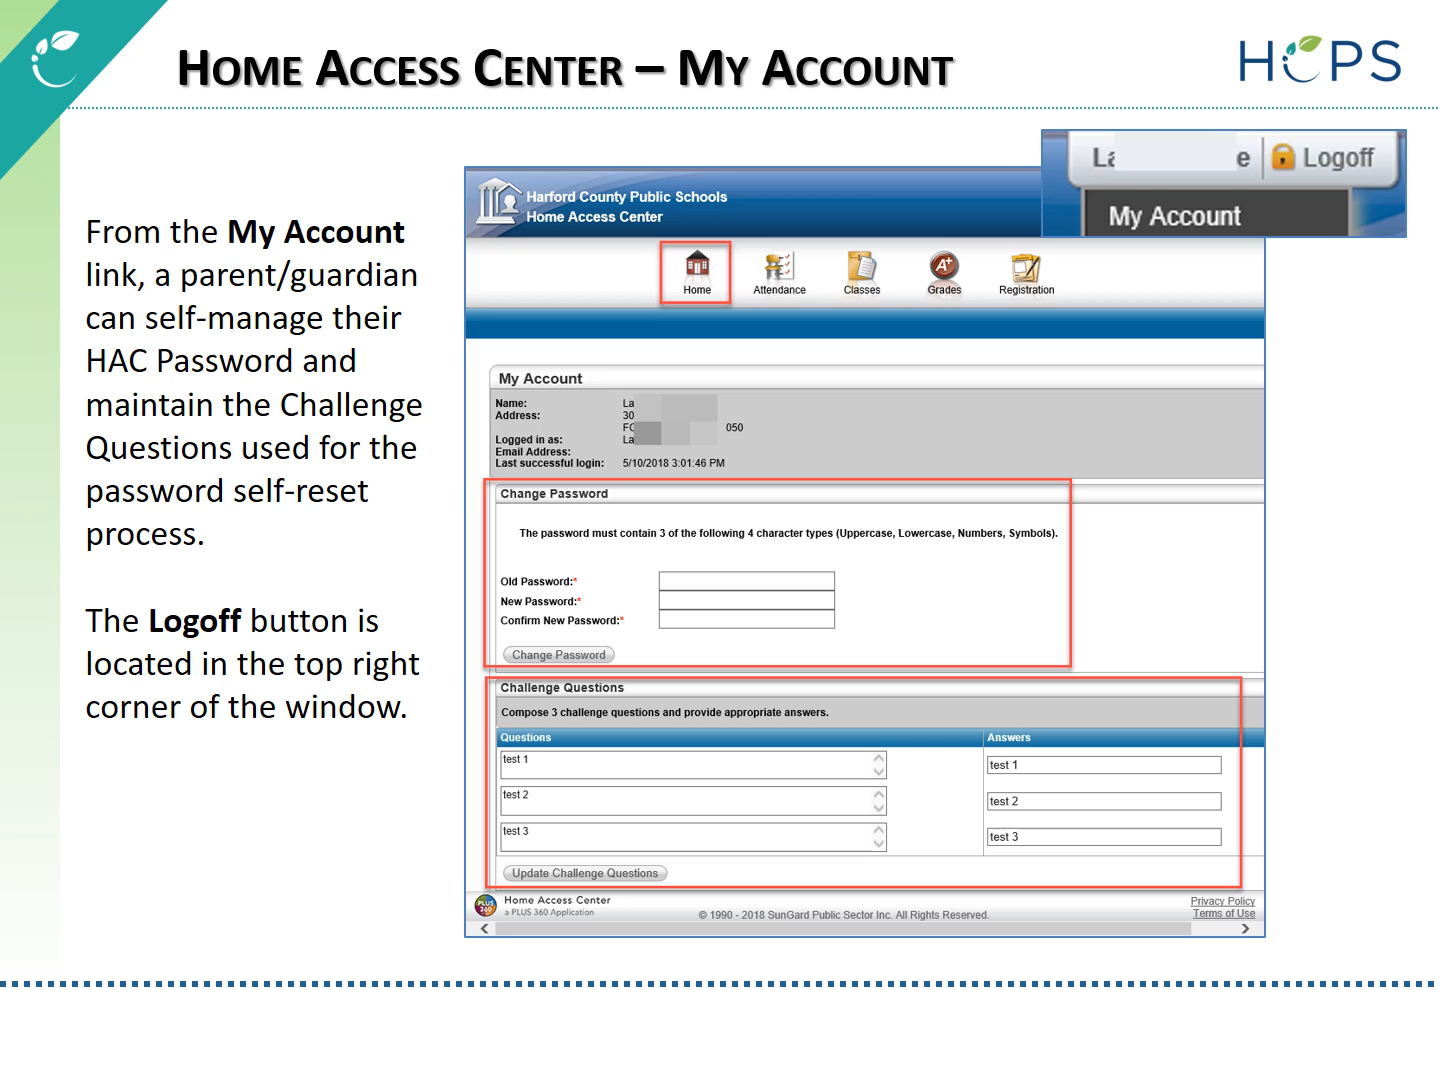 HOME ACCESS CENTER – MY ACCOUNT
HCPS
From the My Account
link, a parent/guardian
can self-manage their
HAC Password and
maintain the Challenge
Questions used for the
password self-reset
process.
The Logoff button is
located in the top right
corner of the window.
La e Logoff
My Account
Harford County Public Schools
Home Access Center
Home Attendance Classes Grades Registration
A+
My Account
Name: La
Address: 30
FC 050
Logged in as: La
Email Address:
Last successful login: 5/10/2018 3:01:46 PM
Change Password
The password must contain 3 of the following 4 character types (Uppercase, Lowercase, Numbers, Symbols).
Old Password:*
New Password:*
Confirm New Password:*
Change Password
Challenge Questions
Compose 3 challenge questions and provide appropriate answers.
Questions Answers
test 1 test 1
test 2 test 2
test 3 test 3
Update Challenge Questions
PLUS 360
Home Access Center
a PLUS 360 Application
© 1990 - 2018 SunGard Public Sector Inc. All Rights Reserved.
Privacy Policy
Terms of Use